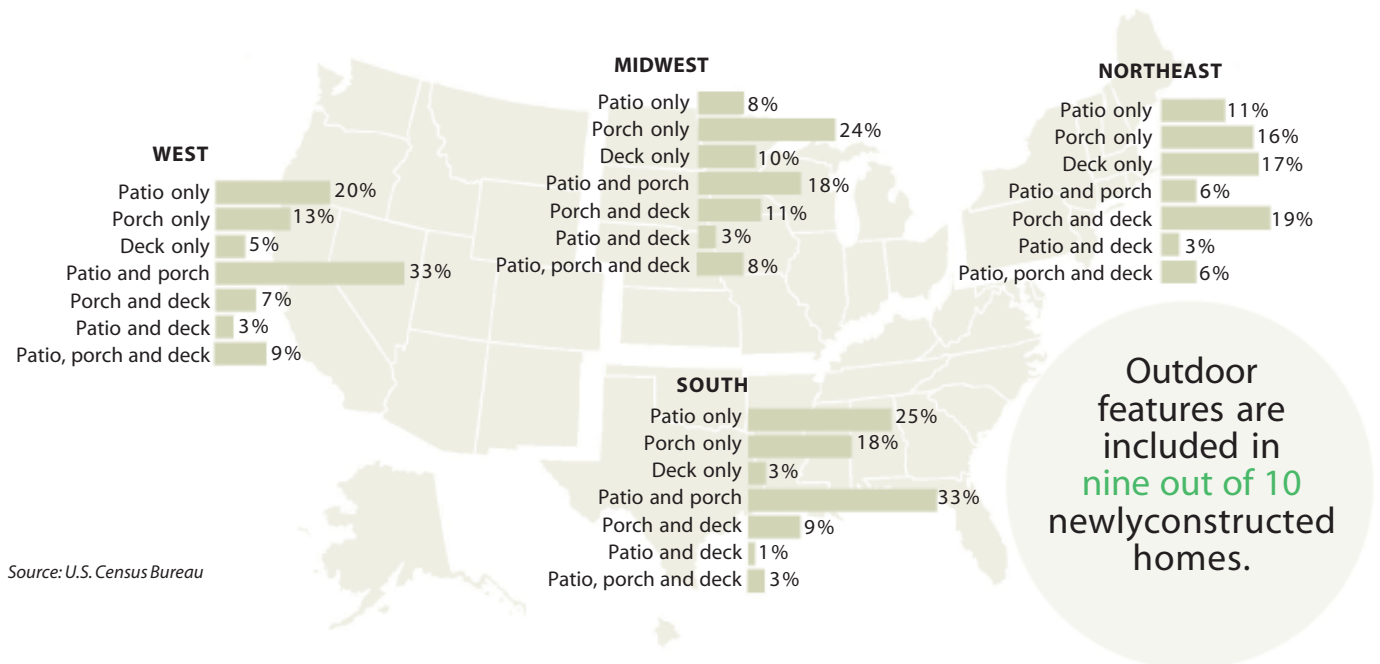 WEST
Patio only 20%
Porch only 13%
Deck only 5%
Patio and porch 33%
Porch and deck 7%
Patio and deck 3%
Patio, porch and deck 9%
MIDWEST
Patio only 8%
Porch only 24%
Deck only 10%
Patio and porch 18%
Porch and deck 11%
Patio and deck 3%
Patio, porch and deck 8%
NORTHEAST
Patio only 11%
Porch only 16%
Deck only 17%
Patio and porch 6%
Porch and deck 19%
Patio and deck 3%
Patio, porch and deck 6%
SOUTH
Patio only 25%
Porch only 18%
Deck only 3%
Patio and porch 33%
Porch and deck 9%
Patio and deck 1%
Patio, porch and deck 3%
Outdoor
features are
included in
nine out of 10
newlyconstructed
homes.
Source: U.S. Census Bureau